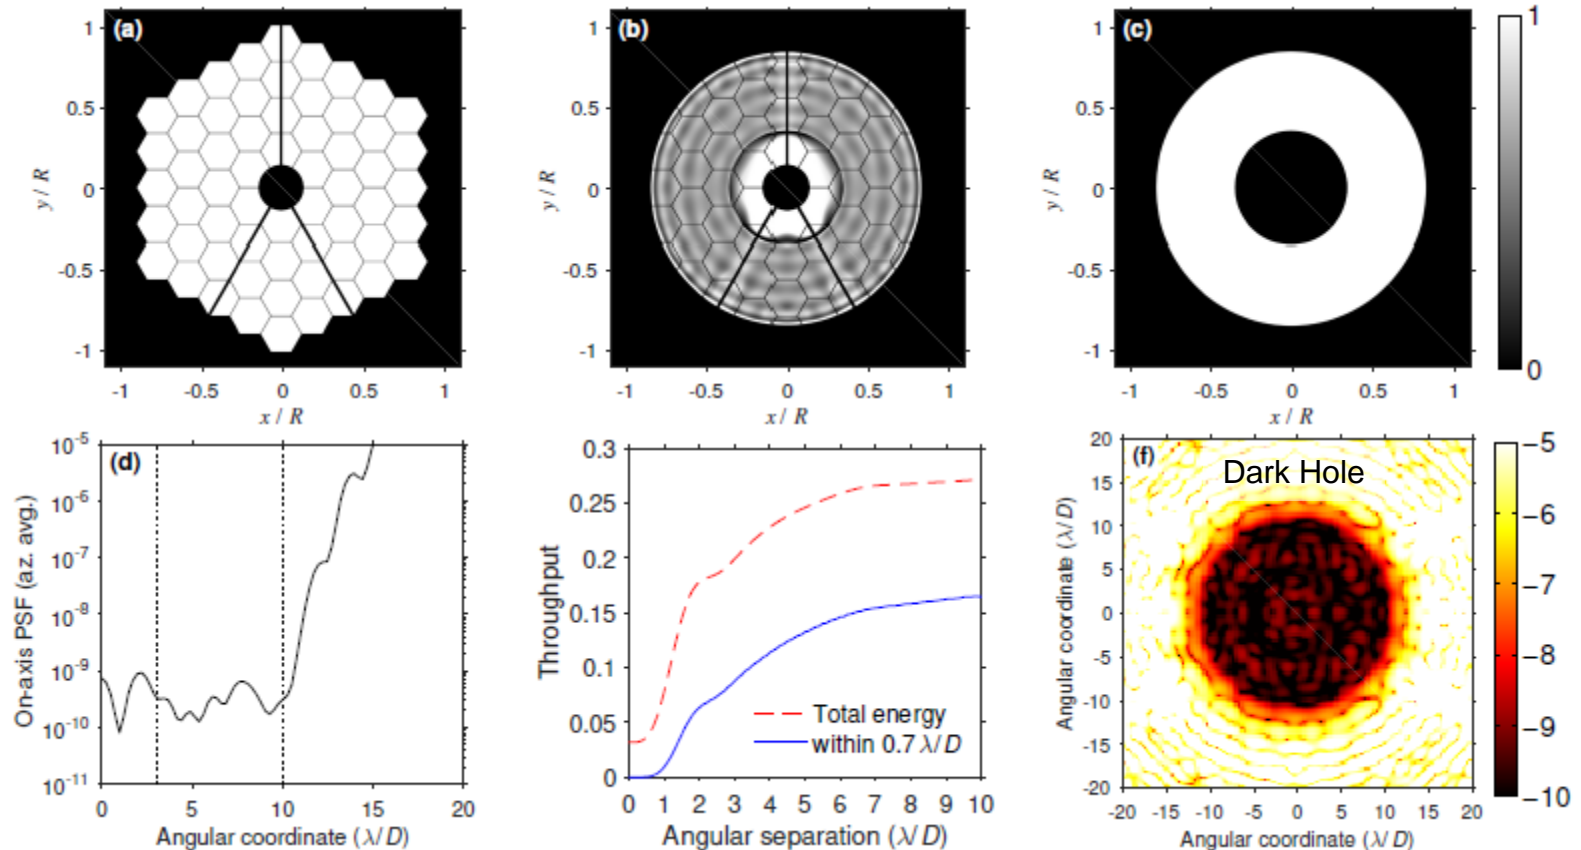 (a)
1
0.5
0
-0.5
-1
y / R
-1 -0.5 0 0.5 1
x / R
(b)
1
0.5
0
-0.5
-1
y / R
-1 -0.5 0 0.5 1
x / R
(c)
1
0.5
0
-0.5
-1
y / R
-1 -0.5 0 0.5 1
x / R
1
0
(d)
10⁻⁵
10⁻⁶
10⁻⁷
10⁻⁸
10⁻⁹
10⁻¹⁰
10⁻¹¹
On-axis PSF (az. avg.)
0 5 10 15 20
Angular coordinate (λ/D)
0.3
0.25
0.2
0.15
0.1
0.05
0
Throughput
Total energy
within 0.7 λ/D
0 1 2 3 4 5 6 7 8 9 10
Angular separation (λ/D)
(f)
Dark Hole
20
15
10
5
0
-5
-10
-15
-20
Angular coordinate (λ/D)
-20 -15 -10 -5 0 5 10 15 20
Angular coordinate (λ/D)
−5
−6
−7
−8
−9
−10